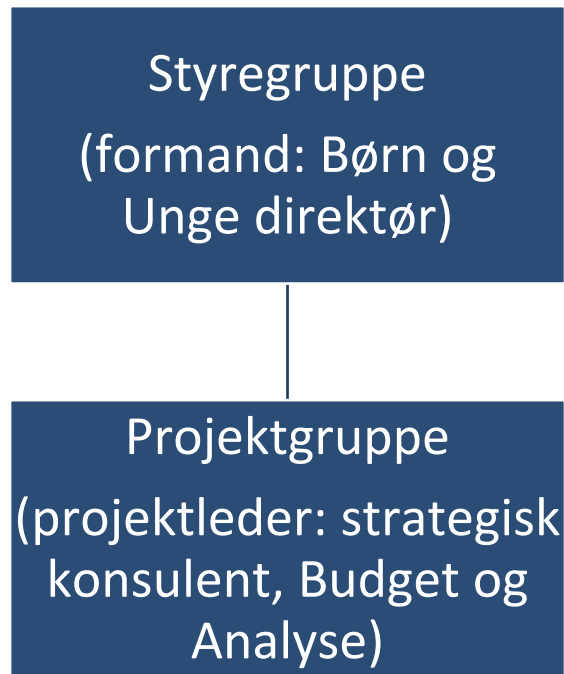 Styregruppe
(formand: Børn og
Unge direktør)
Projektgruppe
(projektleder: strategisk
konsulent, Budget og
Analyse)